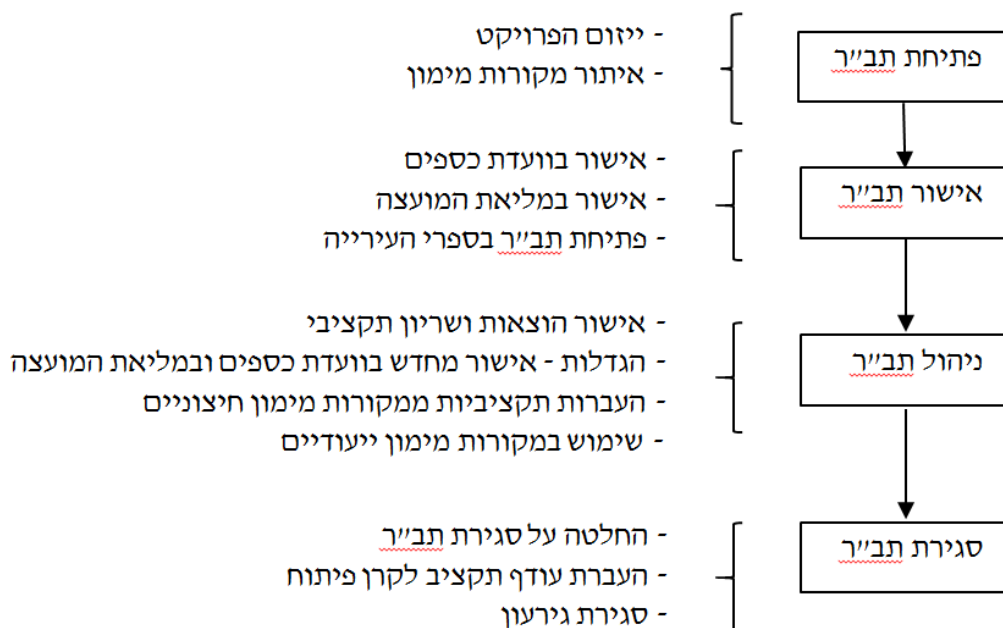 פתיחת תב"ר
- ייזום הפרויקט
- איתור מקורות מימון
אישור תב"ר
- אישור בוועדת כספים
- אישור במליאת המועצה
- פתיחת תב"ר בספרי העירייה
ניהול תב"ר
- אישור הוצאות ושריון תקציבי
- הגדלות - אישור מחדש בוועדת כספים ובמליאת המועצה
- העברות תקציביות ממקורות מימון חיצוניים
- שימוש במקורות מימון ייעודיים
סגירת תב"ר
- החלטה על סגירת תב"ר
- העברת עודף תקציב לקרן פיתוח
- סגירת גירעון